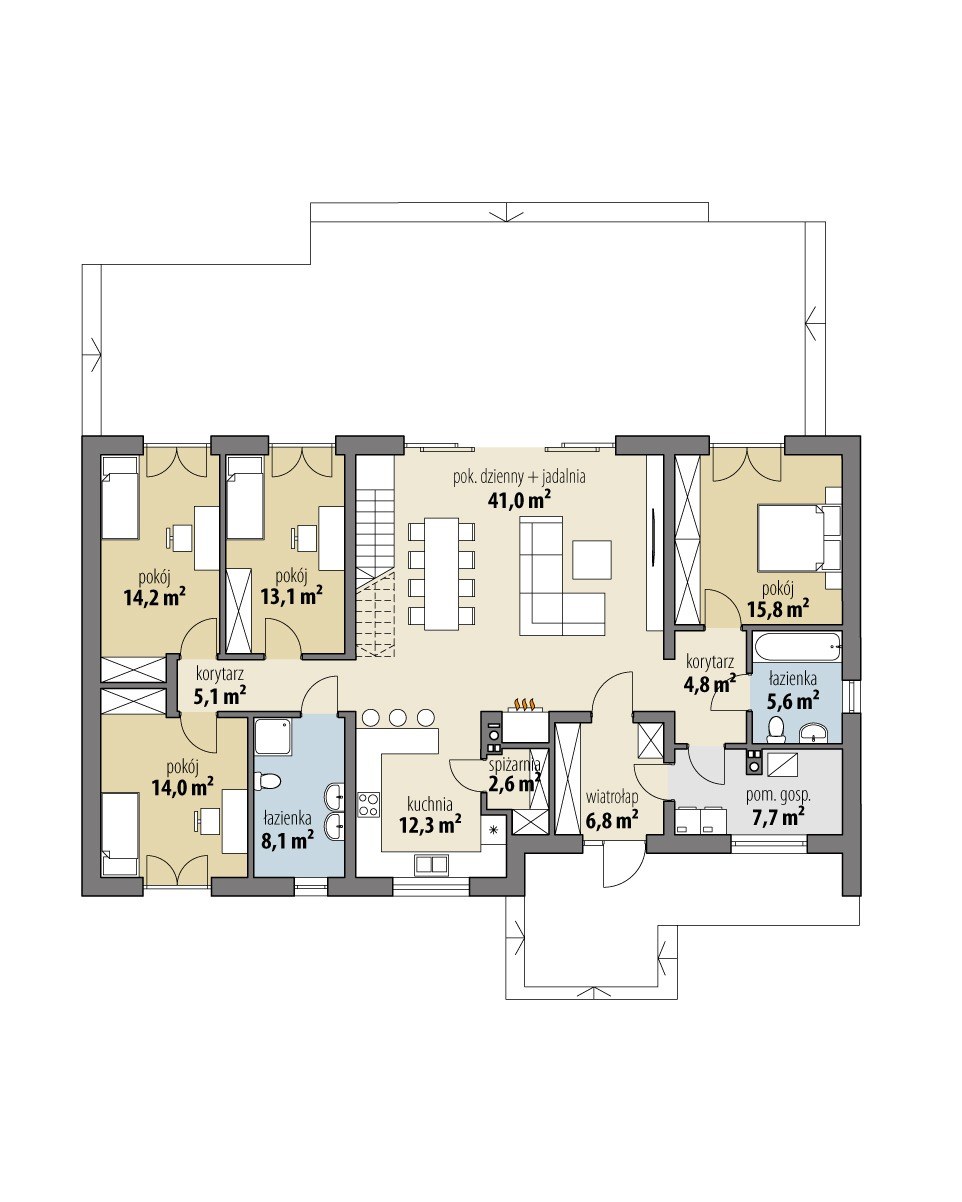 pok. dzienny + jadalnia
41,0 m²
pokój
14,2 m²
pokój
13,1 m²
pokój
15,8 m²
korytarz
5,1 m²
korytarz
4,8 m²
łazienka
5,6 m²
pokój
14,0 m²
łazienka
8,1 m²
kuchnia
12,3 m²
spiżarnia
2,6 m²
wiatrołap
6,8 m²
pom. gosp.
7,7 m²